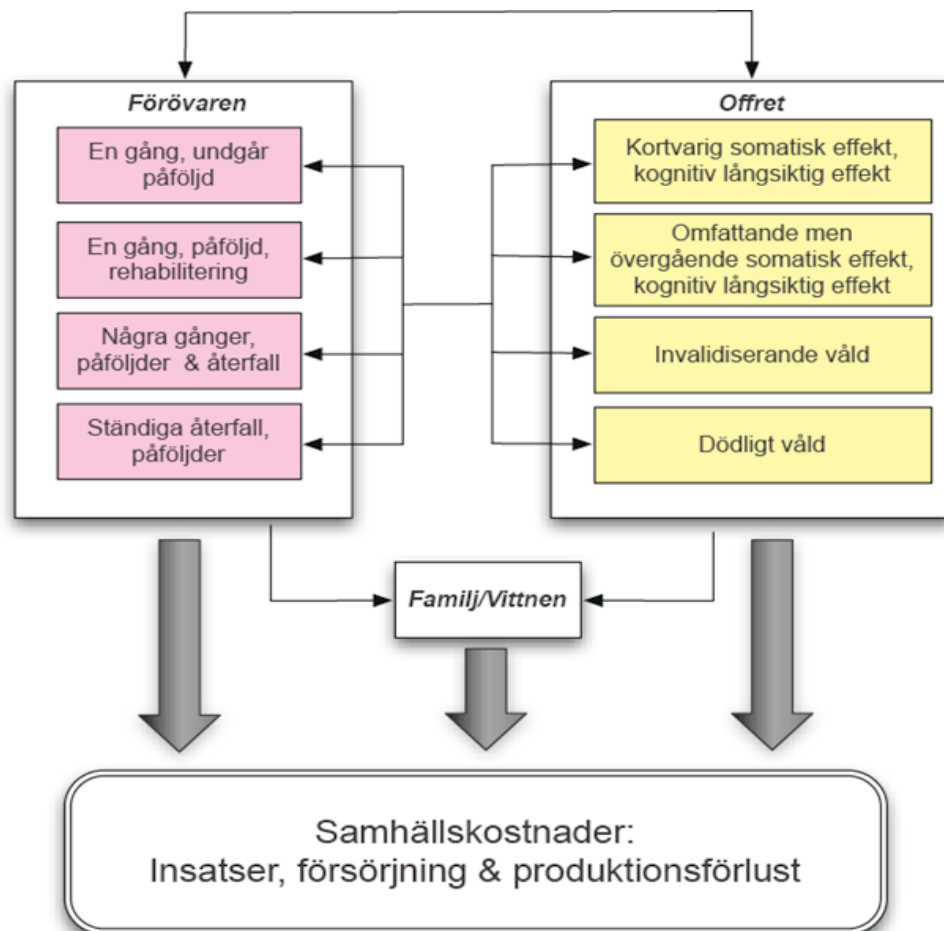 Förövaren
En gång, undgår
påföljd
En gång, påföljd,
rehabilitering
Några gånger,
påföljder & återfall
Ständiga återfall,
påföljder
Offret
Kortvarig somatisk effekt,
kognitiv långsiktig effekt
Omfattande men
övergående somatisk effekt,
kognitiv långsiktig effekt
Invalidiserande våld
Dödligt våld
Familj/Vittnen
Samhällskostnader:
Insatser, försörjning & produktionsförlust